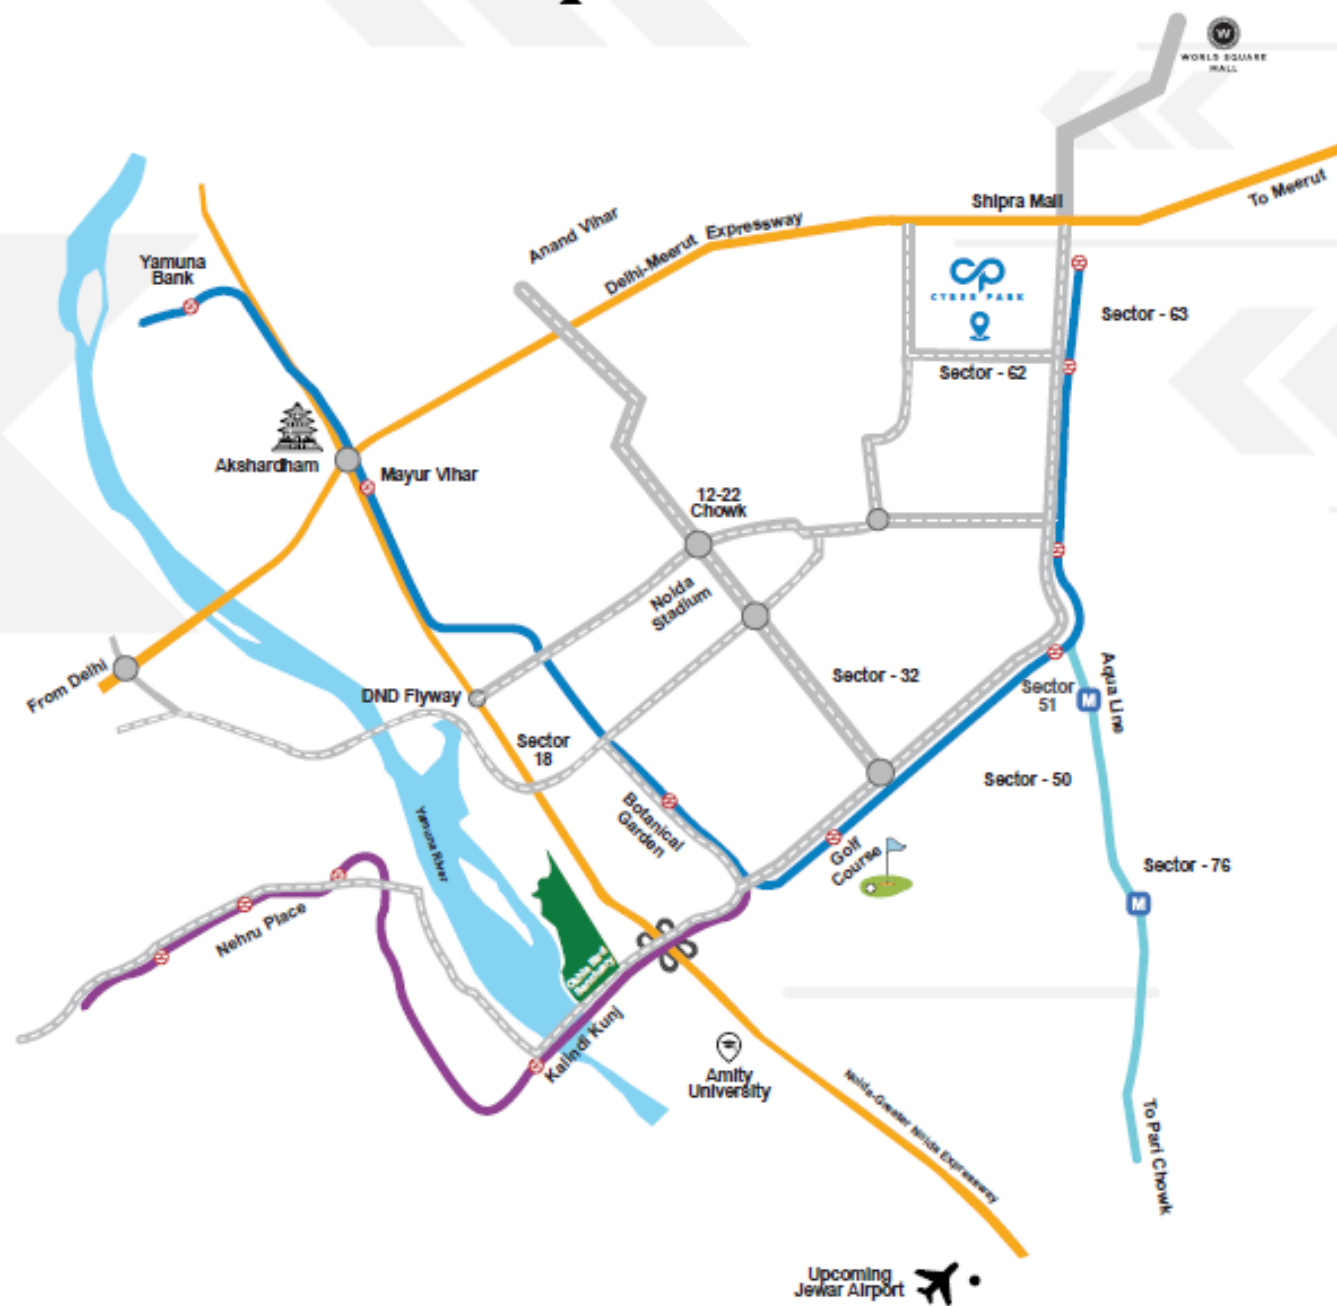 W
WORLD SQUARE
MALL
Shipra Mall
To Meerut
Anand Vihar
Delhi-Meerut Expressway
Yamuna
Bank
CYBER PARK
Sector - 63
Sector - 62
Akshardham
Mayur Vihar
12-22
Chowk
Noida
Stadium
From Delhi
DND Flyway
Sector - 32
Sector
51
M
Aqua Line
Sector
18
Sector - 50
Botanical
Garden
Yamuna River
Golf
Course
Sector - 76
M
Nehru Place
Okhla Bird
Sanctuary
Kalindi Kunj
Amity
University
Noida-Greater Noida Expressway
To Pari Chowk
Upcoming
Jewar Airport